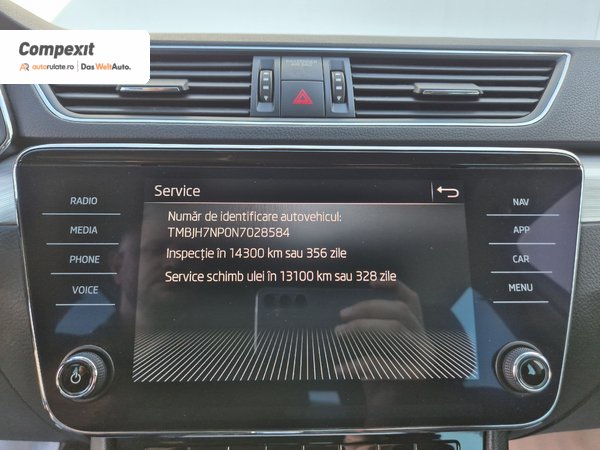 Compexit
autorulate.ro | Das WeltAuto.
Service
Număr de identificare autovehicul:
TMBJH7NP0N7028584
Inspecție în 14300 km sau 356 zile
Service schimb ulei în 13100 km sau 328 zile
RADIO
MEDIA
PHONE
VOICE
NAV
APP
CAR
MENU